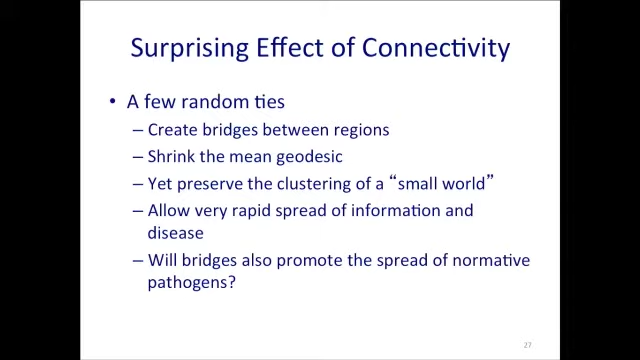 Surprising Effect of Connectivity
• A few random ties
– Create bridges between regions
– Shrink the mean geodesic
– Yet preserve the clustering of a “small world”
– Allow very rapid spread of information and
disease
– Will bridges also promote the spread of normative
pathogens?
27